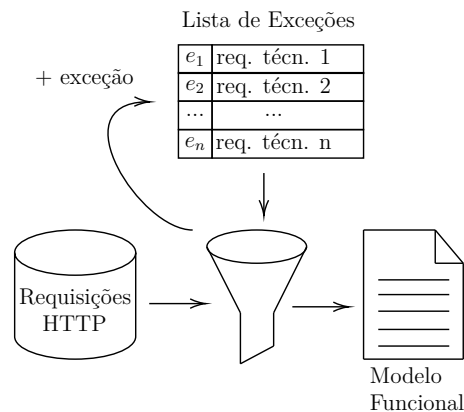 Lista de Exceções
+ exceção
e₁ req. técn. 1
e₂ req. técn. 2
... ...
eₙ req. técn. n
Requisições
HTTP
Modelo
Funcional